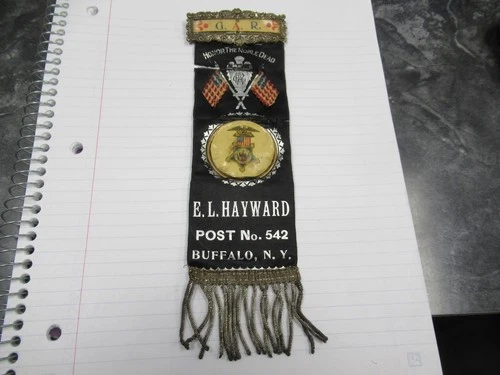 G. A. R.
HONOR THE NOBLE DEAD
E. L. HAYWARD
POST No. 542
BUFFALO, N. Y.